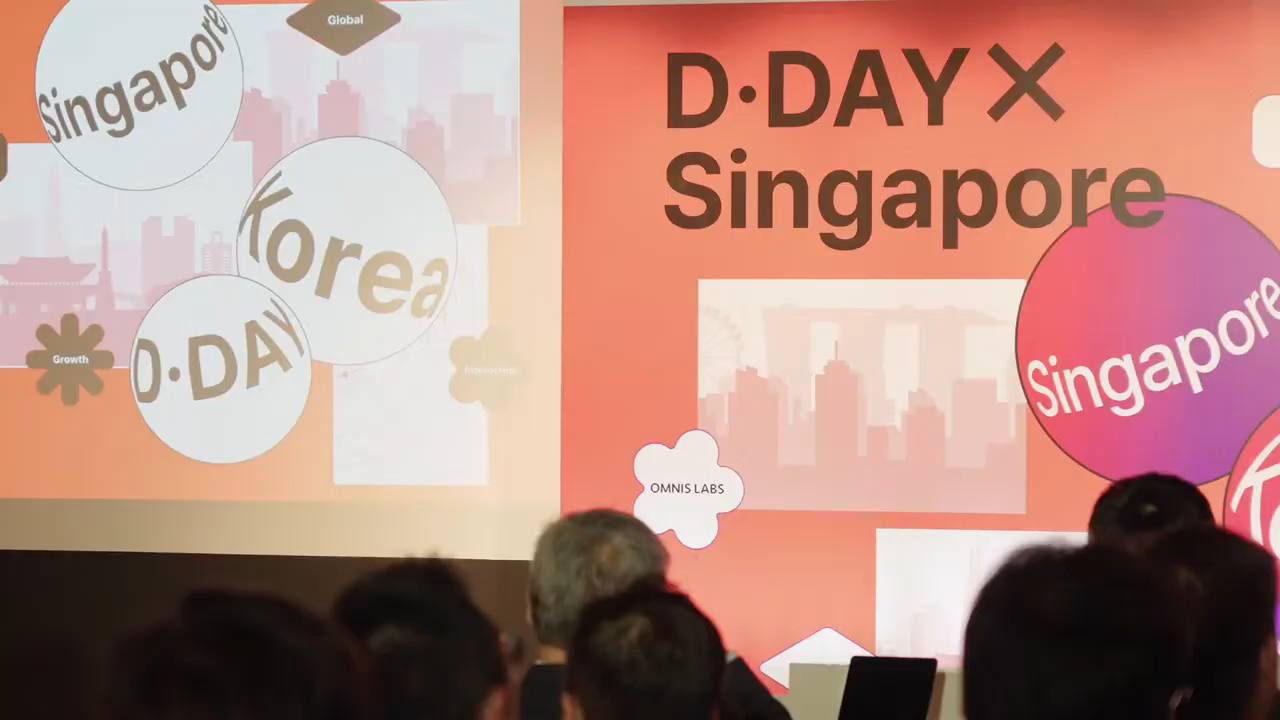 Singapore
Global
Korea
D·DAY
Growth
D·DAY ×
Singapore
Singapore
OMNIS LABS